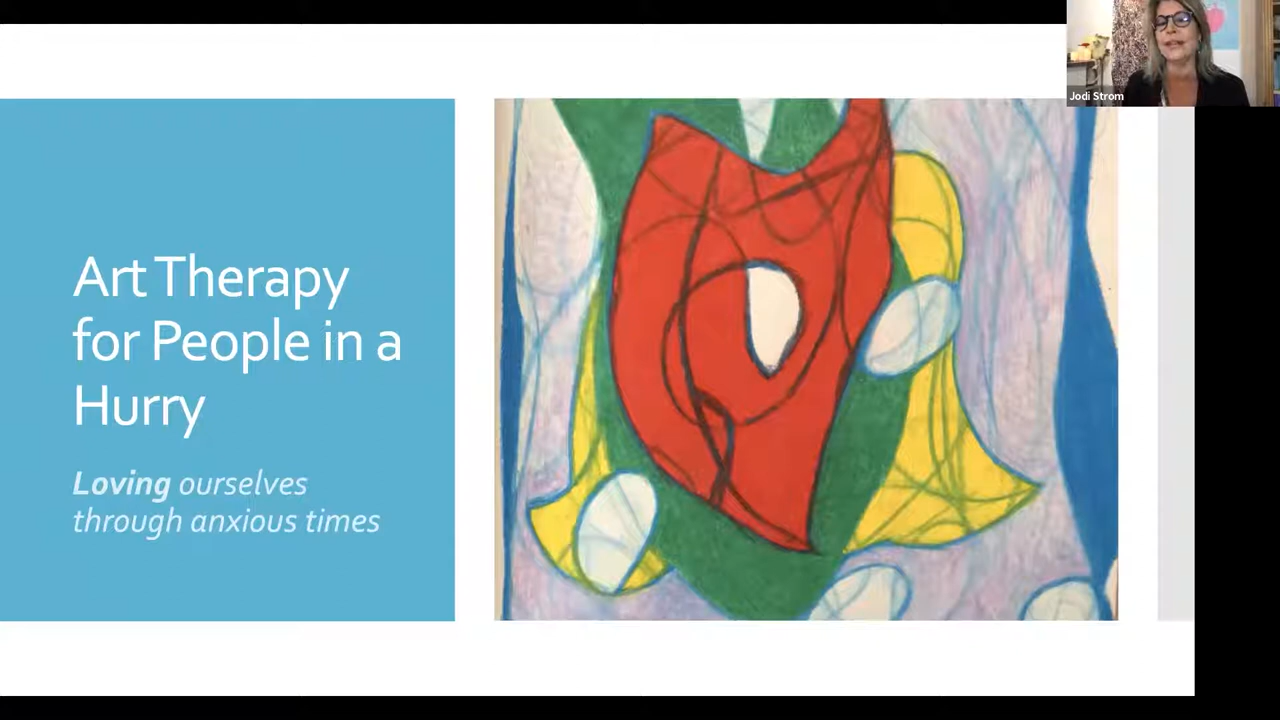 Jodi Strom
Art Therapy
for People in a
Hurry
Loving ourselves
through anxious times